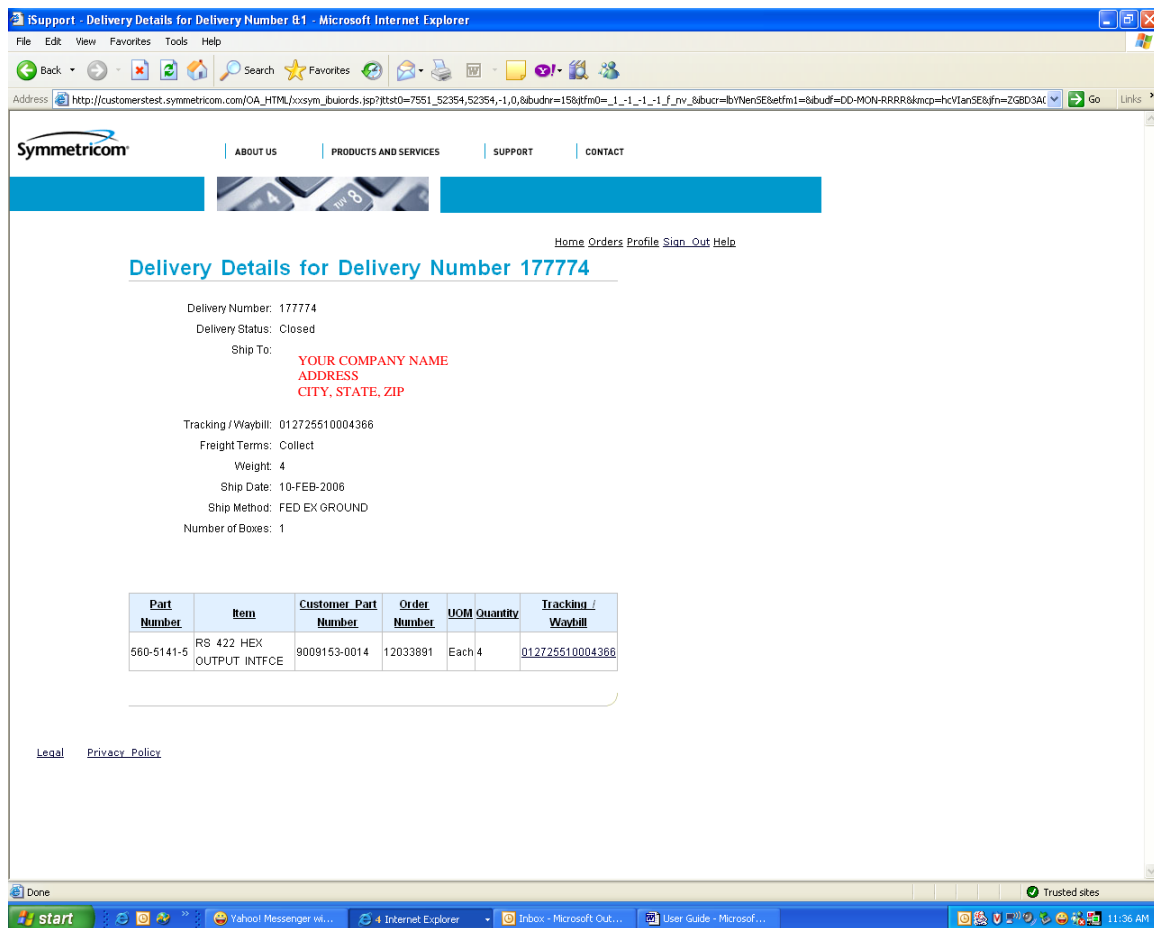 iSupport - Delivery Details for Delivery Number &1 - Microsoft Internet Explorer
File Edit View Favorites Tools Help
Back Search Favorites
Address http://customerstest.symmetricom.com/OA_HTML/xxsym_ibuiords.jsp?jttst0=7551_52354,52354,-1,0,&ibudnr=15&jtfm0=_1_-1_-1_-1_f_nv_&ibucr=lbYNenSE&etfm1=&ibudf=DD-MON-RRRR&kmcp=hcVIanSE&jfn=ZGBD3A( Go Links »
Symmetricom®
ABOUT US PRODUCTS AND SERVICES SUPPORT CONTACT
4 TUV 8
Home Orders Profile Sign Out Help
Delivery Details for Delivery Number 177774
Delivery Number: 177774
Delivery Status: Closed
Ship To:
YOUR COMPANY NAME
ADDRESS
CITY, STATE, ZIP
Tracking / Waybill: 012725510004366
Freight Terms: Collect
Weight: 4
Ship Date: 10-FEB-2006
Ship Method: FED EX GROUND
Number of Boxes: 1
Part Number Item Customer Part Number Order Number UOM Quantity Tracking / Waybill
560-5141-5 RS 422 HEX OUTPUT INTFCE 9009153-0014 12033891 Each 4 012725510004366
Legal Privacy Policy
Done Trusted sites
start Yahoo! Messenger wi... 4 Internet Explorer Inbox - Microsoft Out... User Guide - Microsof... 11:36 AM